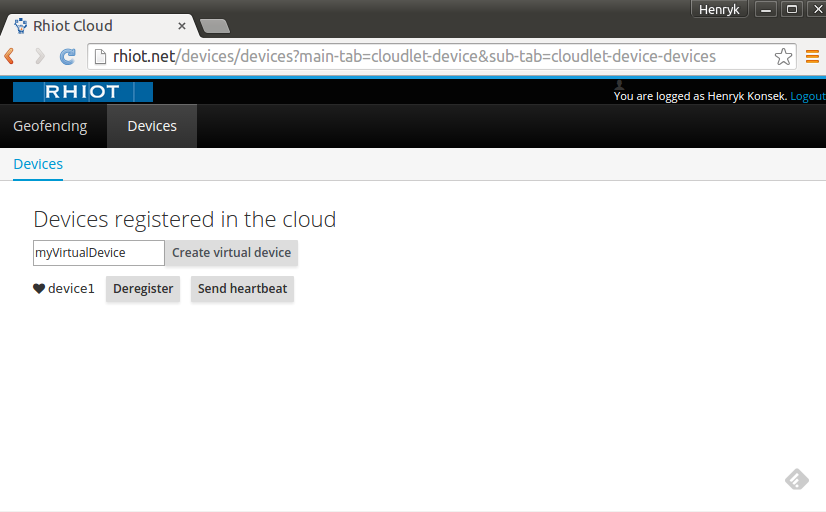 Henryk
Rhiot Cloud
rhiot.net/devices/devices?main-tab=cloudlet-device&sub-tab=cloudlet-device-devices
RHIOT
You are logged as Henryk Konsek. Logout
Geofencing Devices
Devices
Devices registered in the cloud
myVirtualDevice Create virtual device
device1 Deregister Send heartbeat